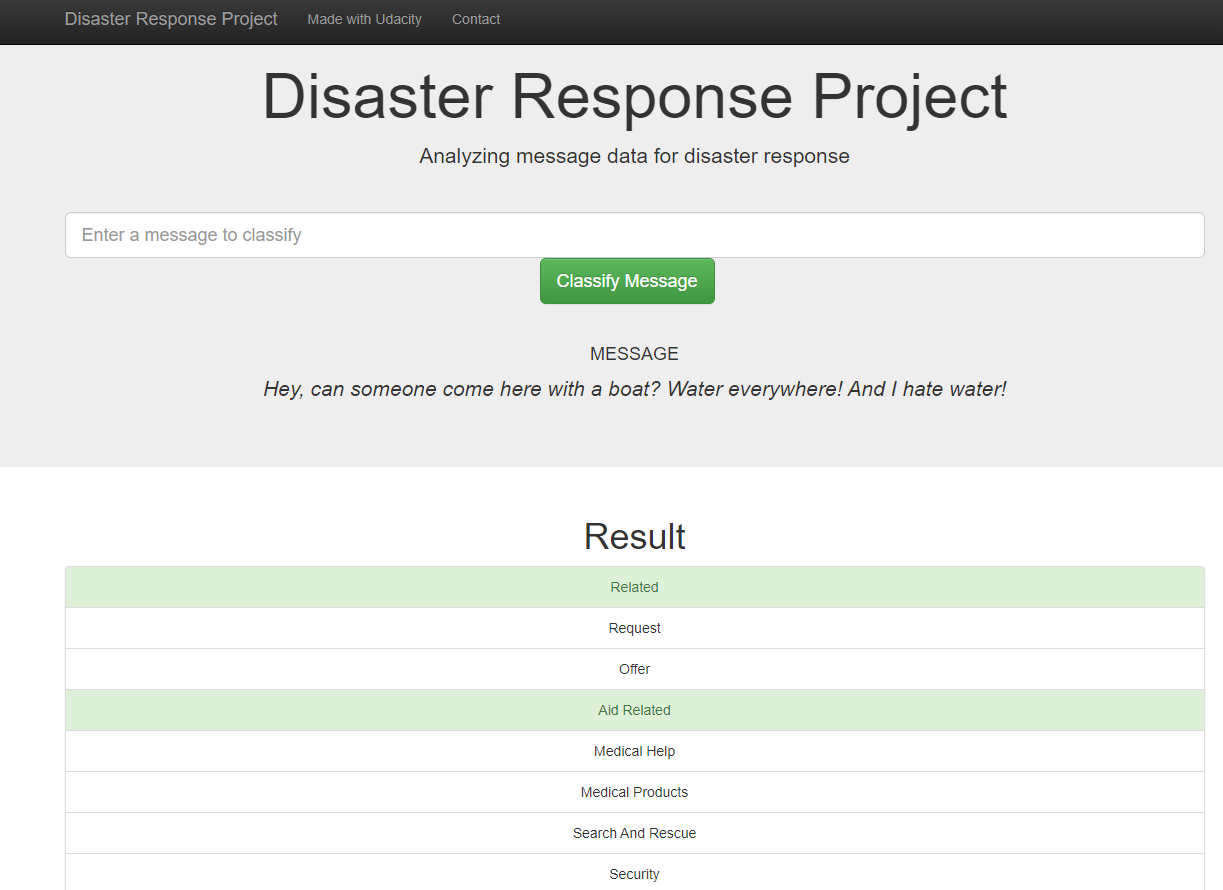 Disaster Response Project Made with Udacity Contact
Disaster Response Project
Analyzing message data for disaster response
Enter a message to classify
Classify Message
MESSAGE
Hey, can someone come here with a boat? Water everywhere! And I hate water!
Result
Related
Request
Offer
Aid Related
Medical Help
Medical Products
Search And Rescue
Security